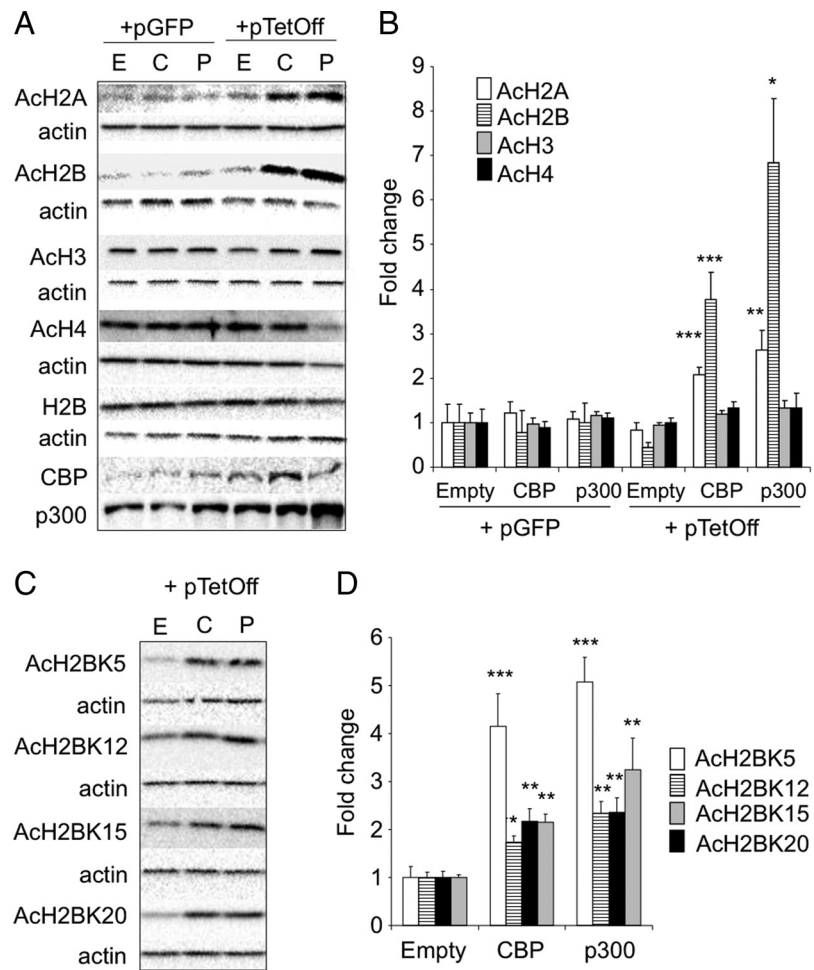 A
+pGFP +pTetOff
E C P E C P
AcH2A
actin
AcH2B
actin
AcH3
actin
AcH4
actin
H2B
actin
CBP
p300
B
Fold change
9
8
7
6
5
4
3
2
1
0
AcH2A
AcH2B
AcH3
AcH4
***
***
**
*
Empty CBP p300 Empty CBP p300
+ pGFP + pTetOff
C
+ pTetOff
E C P
AcH2BK5
actin
AcH2BK12
actin
AcH2BK15
actin
AcH2BK20
actin
D
Fold change
6
5
4
3
2
1
0
***
**
**
**
***
**
**
**
Empty CBP p300
AcH2BK5
AcH2BK12
AcH2BK15
AcH2BK20